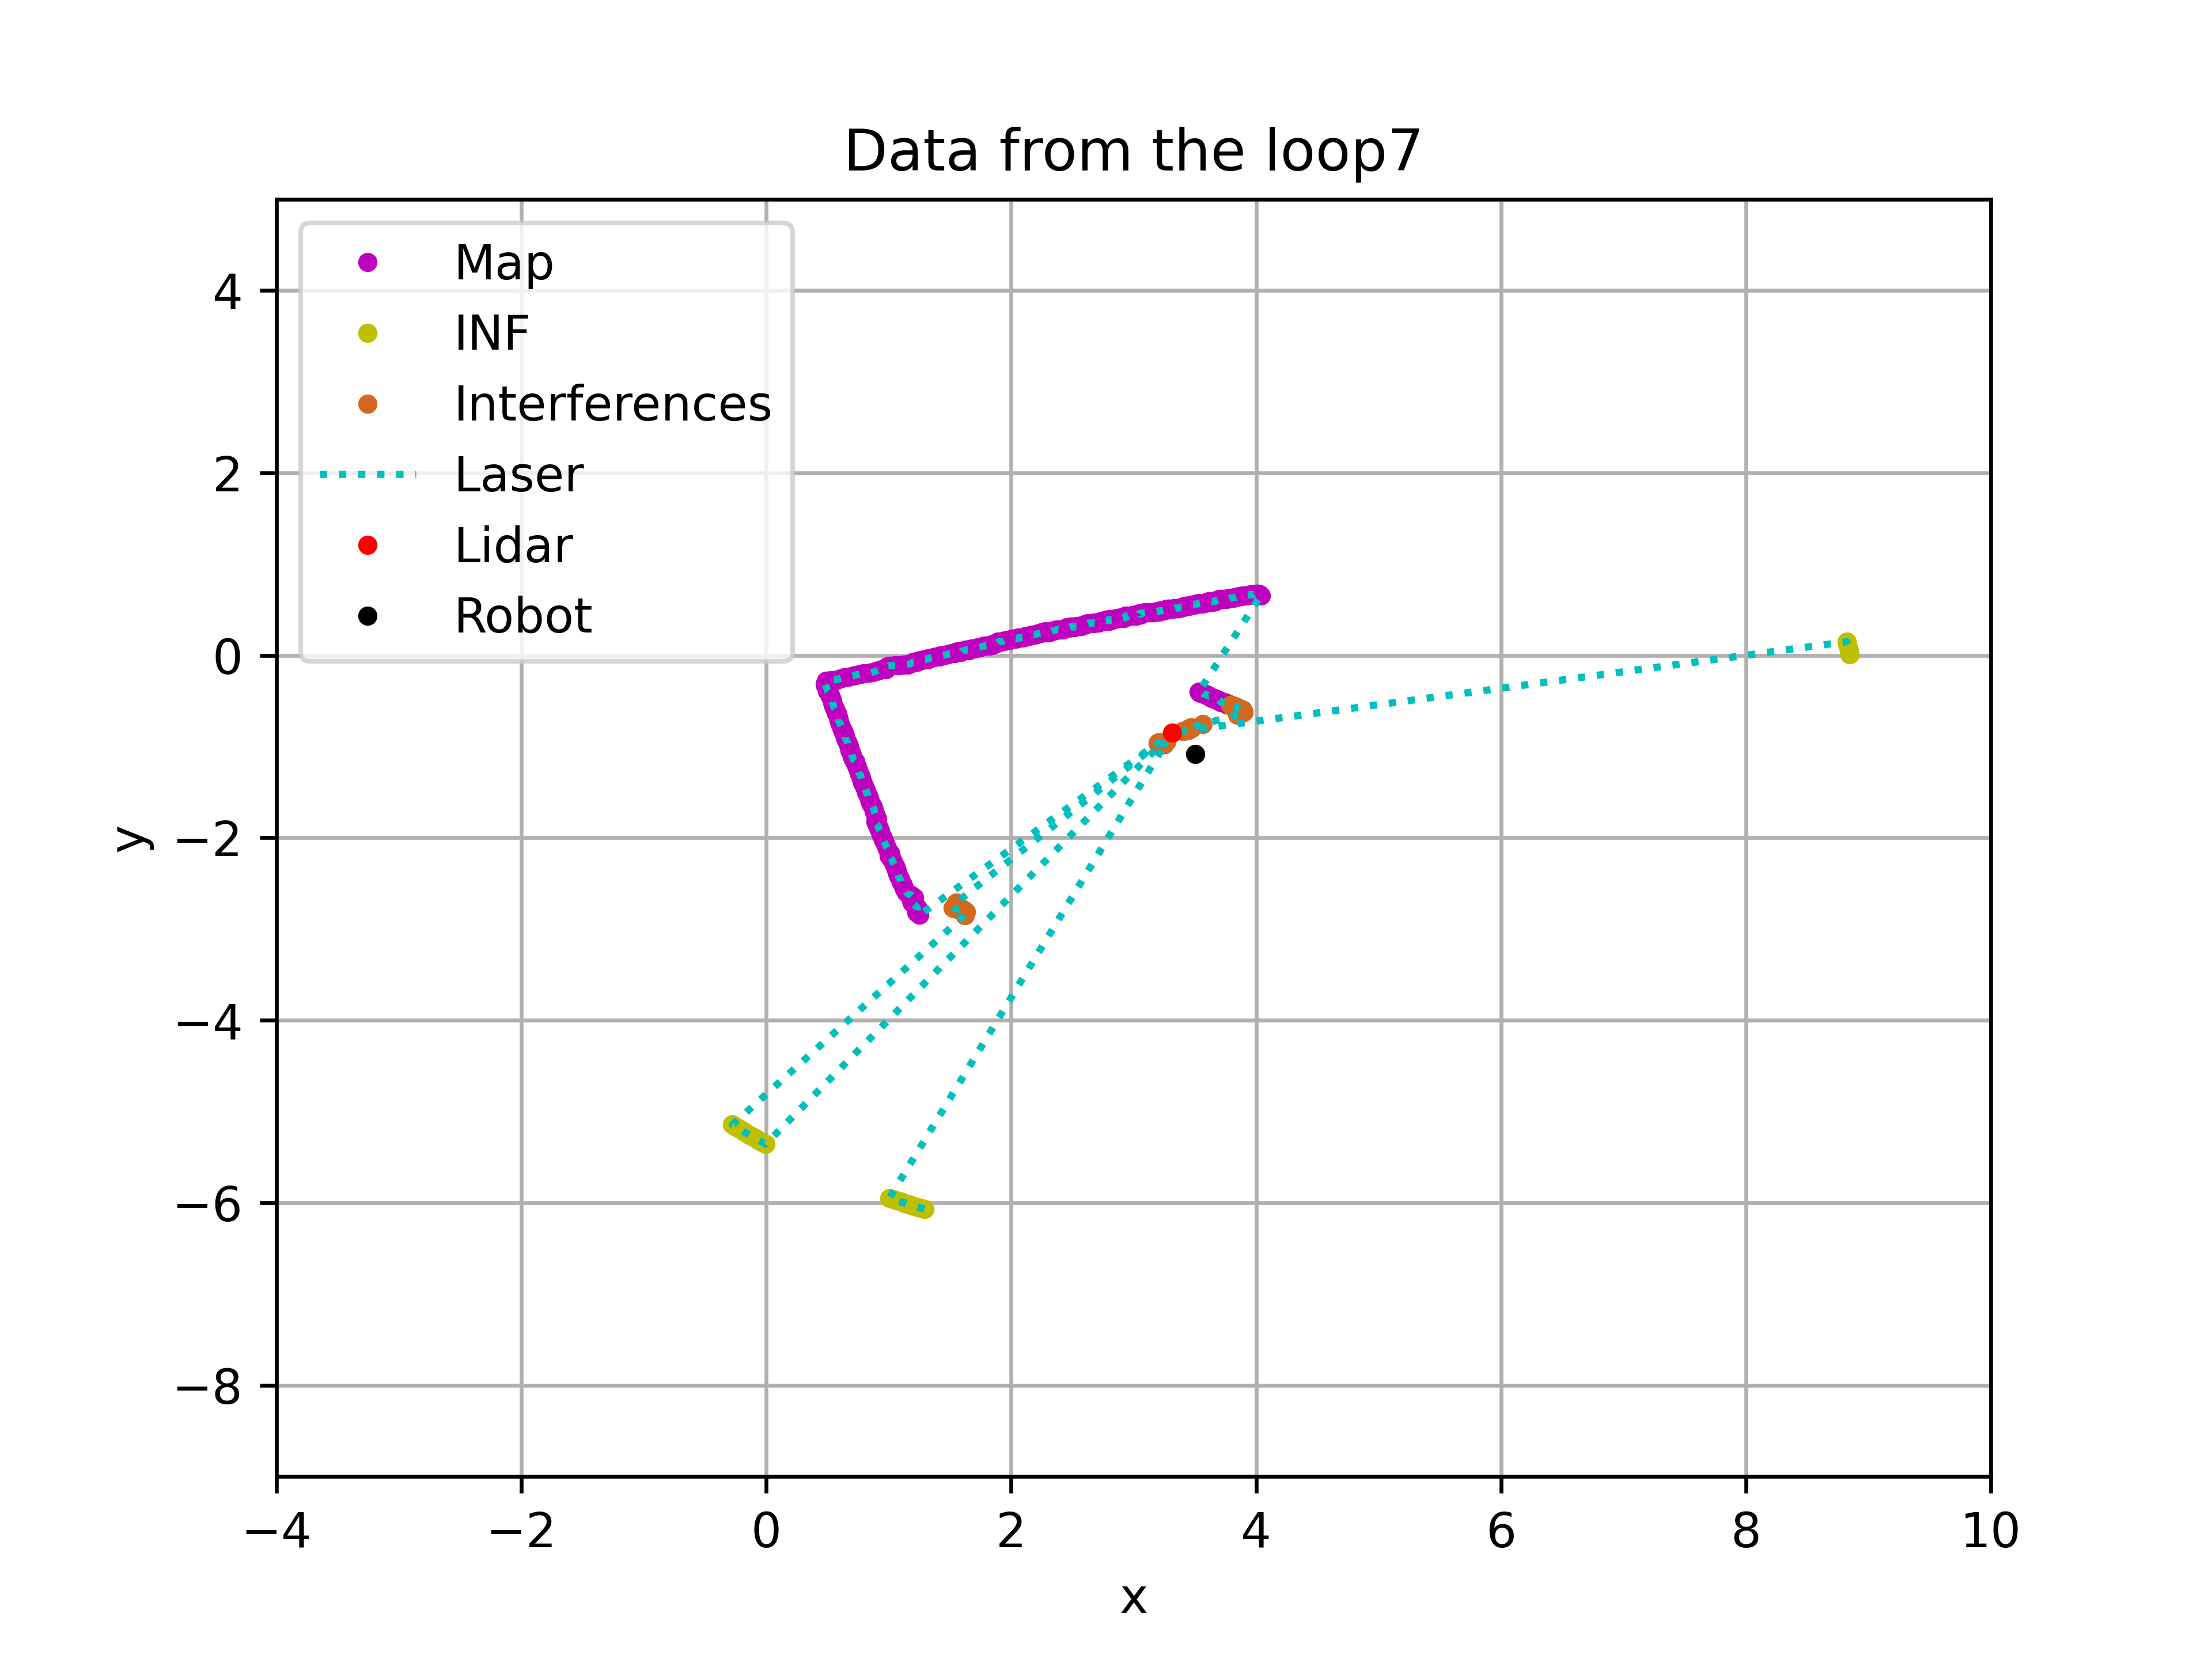 Data from the loop7
Map
INF
Interferences
Laser
Lidar
Robot
4
2
0
−2
−4
−6
−8
y
−4 −2 0 2 4 6 8 10
x